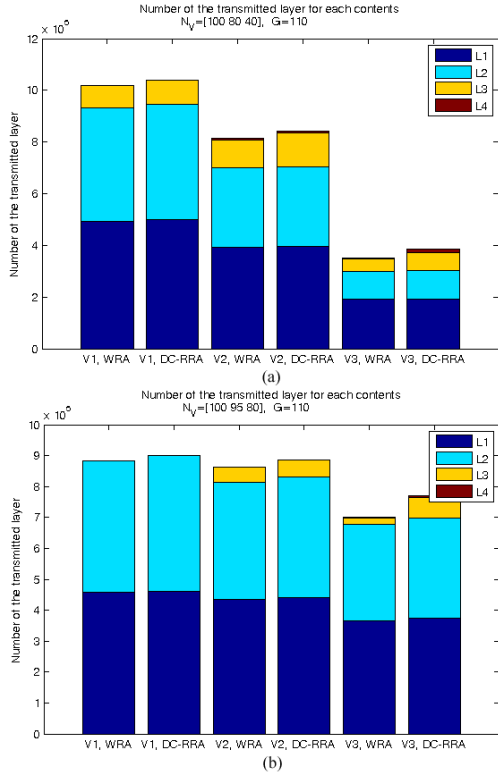 Number of the transmitted layer for each contents
N_V=[100 80 40], G=110
× 10⁶
12
10
8
6
4
2
0
Number of the transmitted layer
L1
L2
L3
L4
V1, WRA V1, DC-RRA V2, WRA V2, DC-RRA V3, WRA V3, DC-RRA
(a)
Number of the transmitted layer for each contents
N_V=[100 95 80], G=110
× 10⁶
10
9
8
7
6
5
4
3
2
1
0
Number of the transmitted layer
L1
L2
L3
L4
V1, WRA V1, DC-RRA V2, WRA V2, DC-RRA V3, WRA V3, DC-RRA
(b)